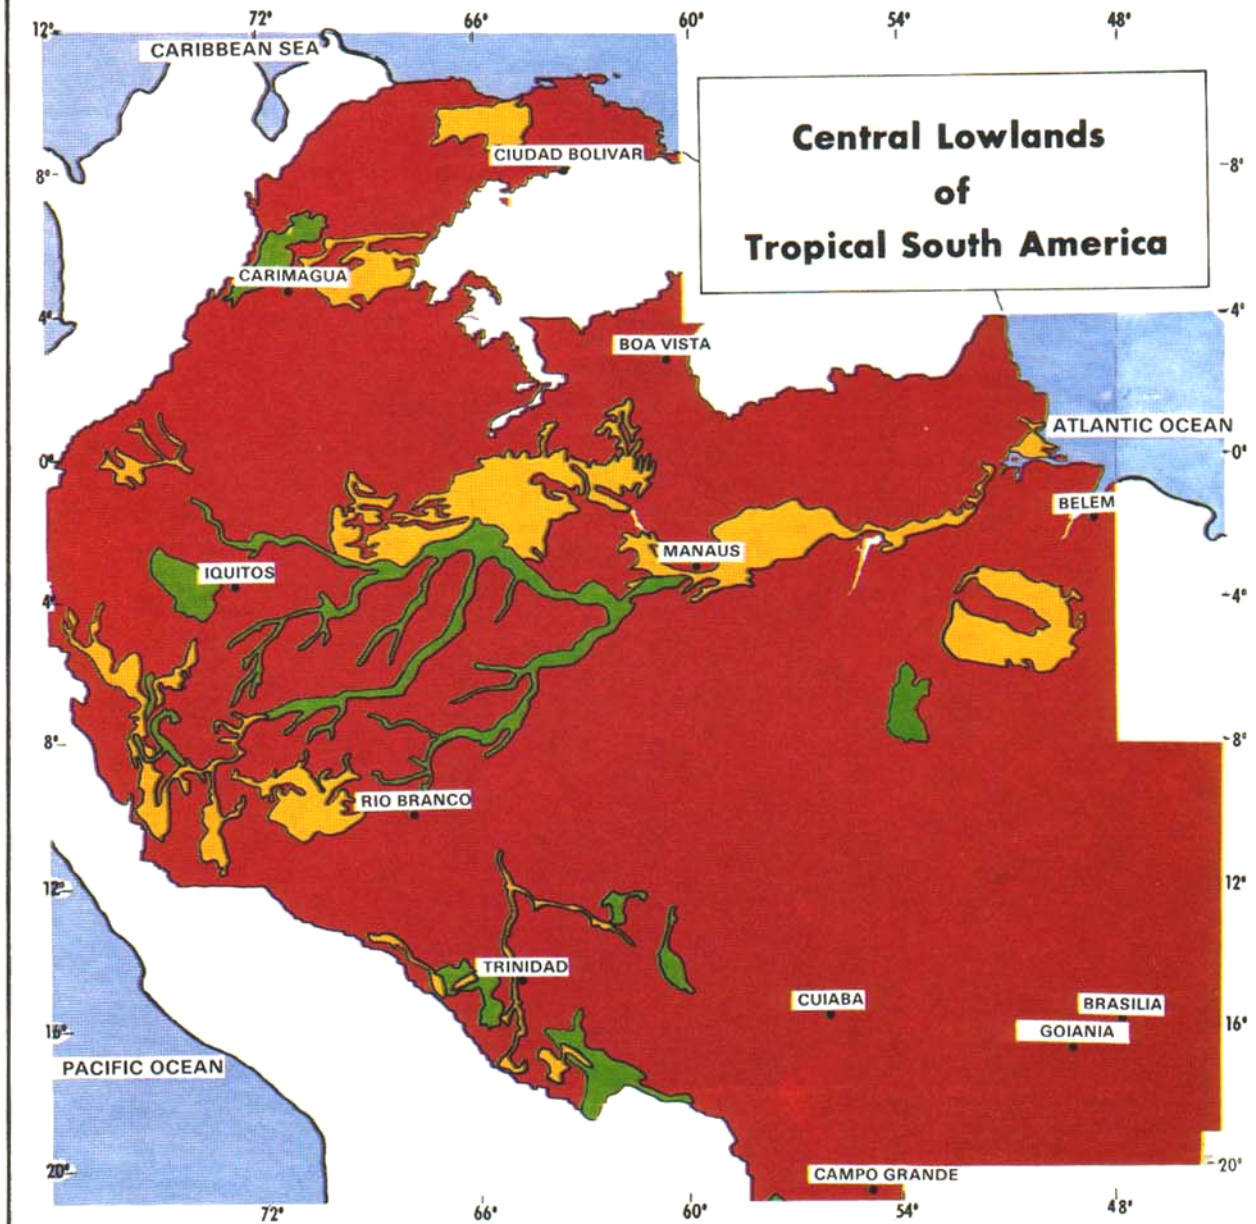 72° 66° 60° 54° 48°
12°
CARIBBEAN SEA
Central Lowlands
of
Tropical South America
CIUDAD BOLIVAR
8° 8°
CARIMAGUA
4° 4°
BOA VISTA
ATLANTIC OCEAN
0° 0°
BELEM
MANAUS
IQUITOS
4° 4°
8° 8°
RIO BRANCO
12° 12°
TRINIDAD
CUIABA
BRASILIA
16° 16°
GOIANIA
PACIFIC OCEAN
20° 20°
CAMPO GRANDE
72° 66° 60° 54° 48°